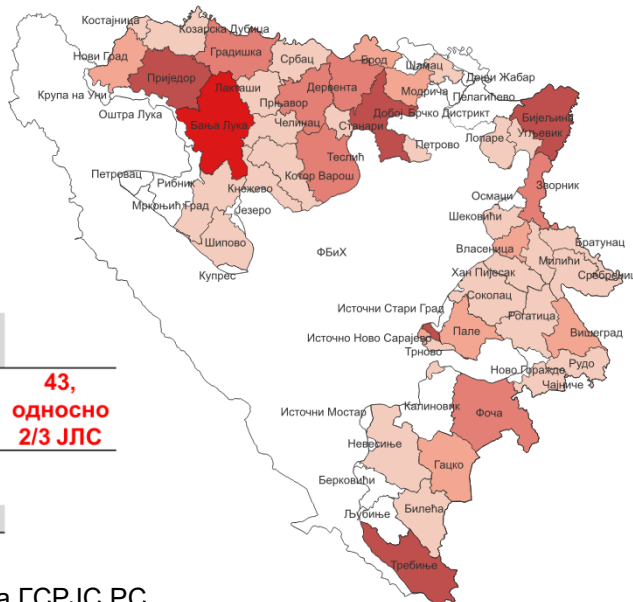 Костајница
Козарска Дубица
Нови Град
Градишка
Србац
Брод
Шамац
Доњи Жабар
Приједор
Лакташи
Дервента
Модрича
Пелагићево
Крупа на Уни
Прњавор
Оштра Лука
Бања Лука
Челинац
Станари
Добој
Брчко Дистрикт
Бијељина
Угљевик
Лопаре
Петрово
Теслић
Петровац
Рибник
Кнежево
Котор Варош
Зворник
Мркоњић Град
Језеро
Османи
Шековићи
Шипово
ФБиХ
Власеница
Братунац
Купрес
Хан Пијесак
Милићи
Сребреница
Соколац
Источни Стари Град
Рогатица
Источно Ново Сарајево
Пале
Вишеград
Трново
Ново Горажде
Рудо
Чајниче
43,
односно
2/3 ЈЛС
Калиновик
Источни Мостар
Фоча
Невесиње
Гацко
Берковићи
Љубиње
Билећа
Требиње
а ГСРЈС РС